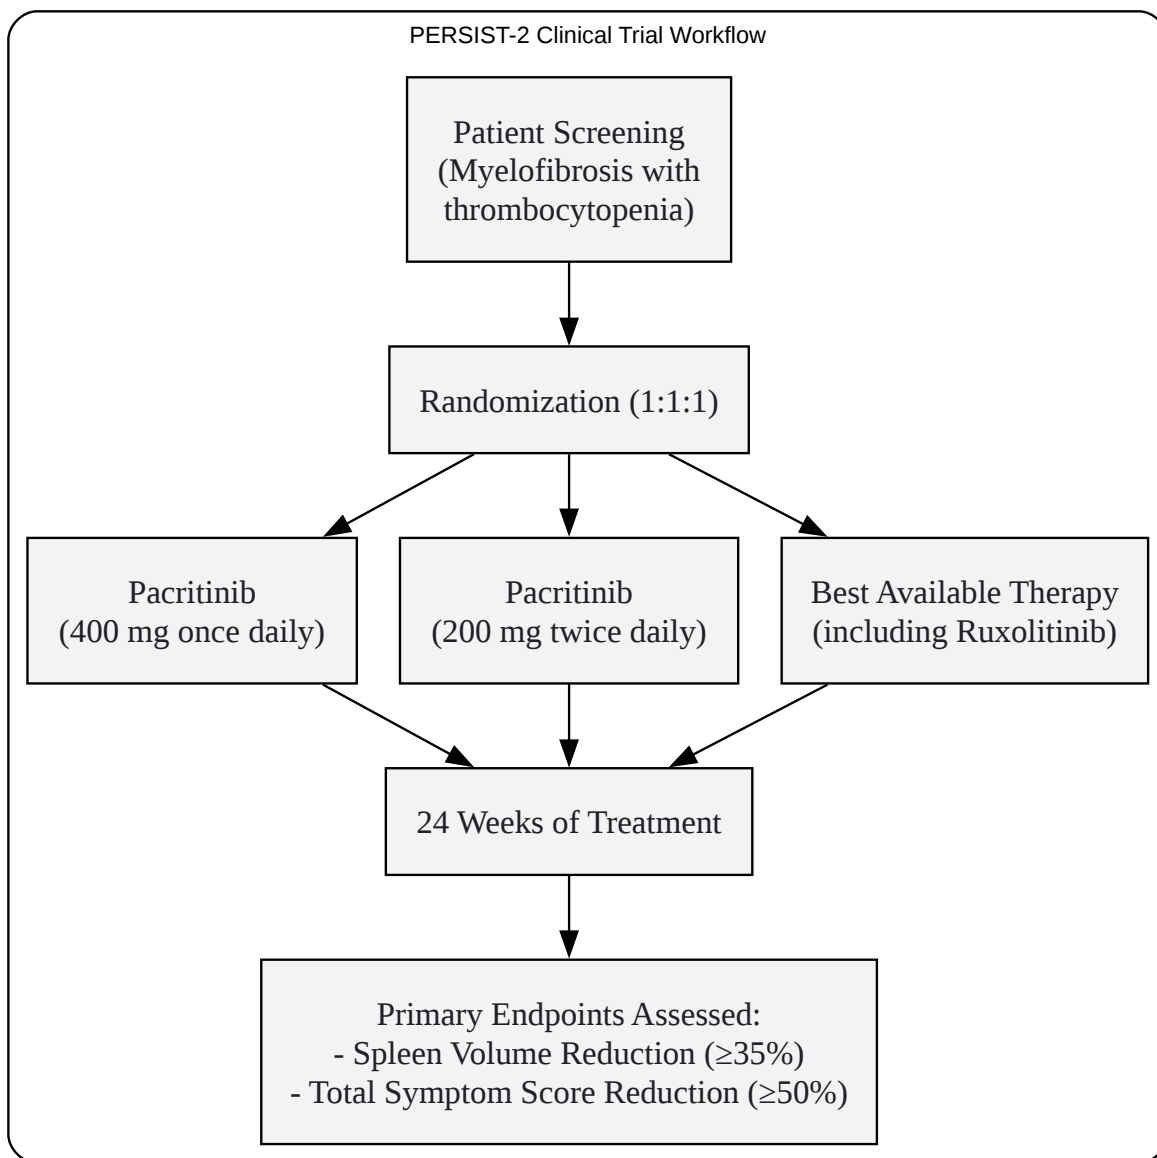 PERSIST-2 Clinical Trial Workflow
Patient Screening
(Myelofibrosis with
thrombocytopenia)
Randomization (1:1:1)
Pacritinib
(400 mg once daily)
Pacritinib
(200 mg twice daily)
Best Available Therapy
(including Ruxolitinib)
24 Weeks of Treatment
Primary Endpoints Assessed:
- Spleen Volume Reduction (≥35%)
- Total Symptom Score Reduction (≥50%)